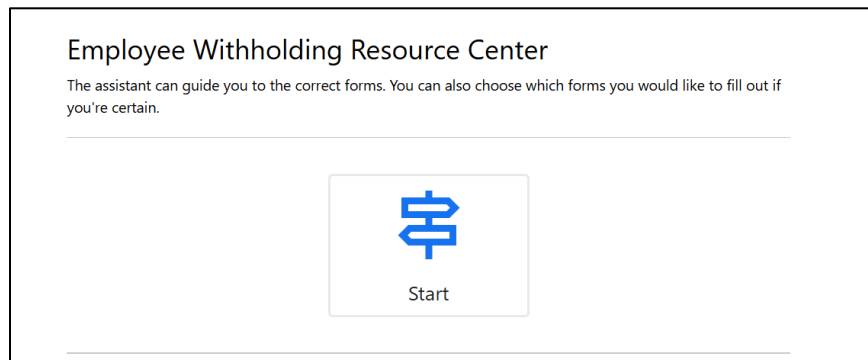 Employee Withholding Resource Center
The assistant can guide you to the correct forms. You can also choose which forms you would like to fill out if
you're certain.
Start